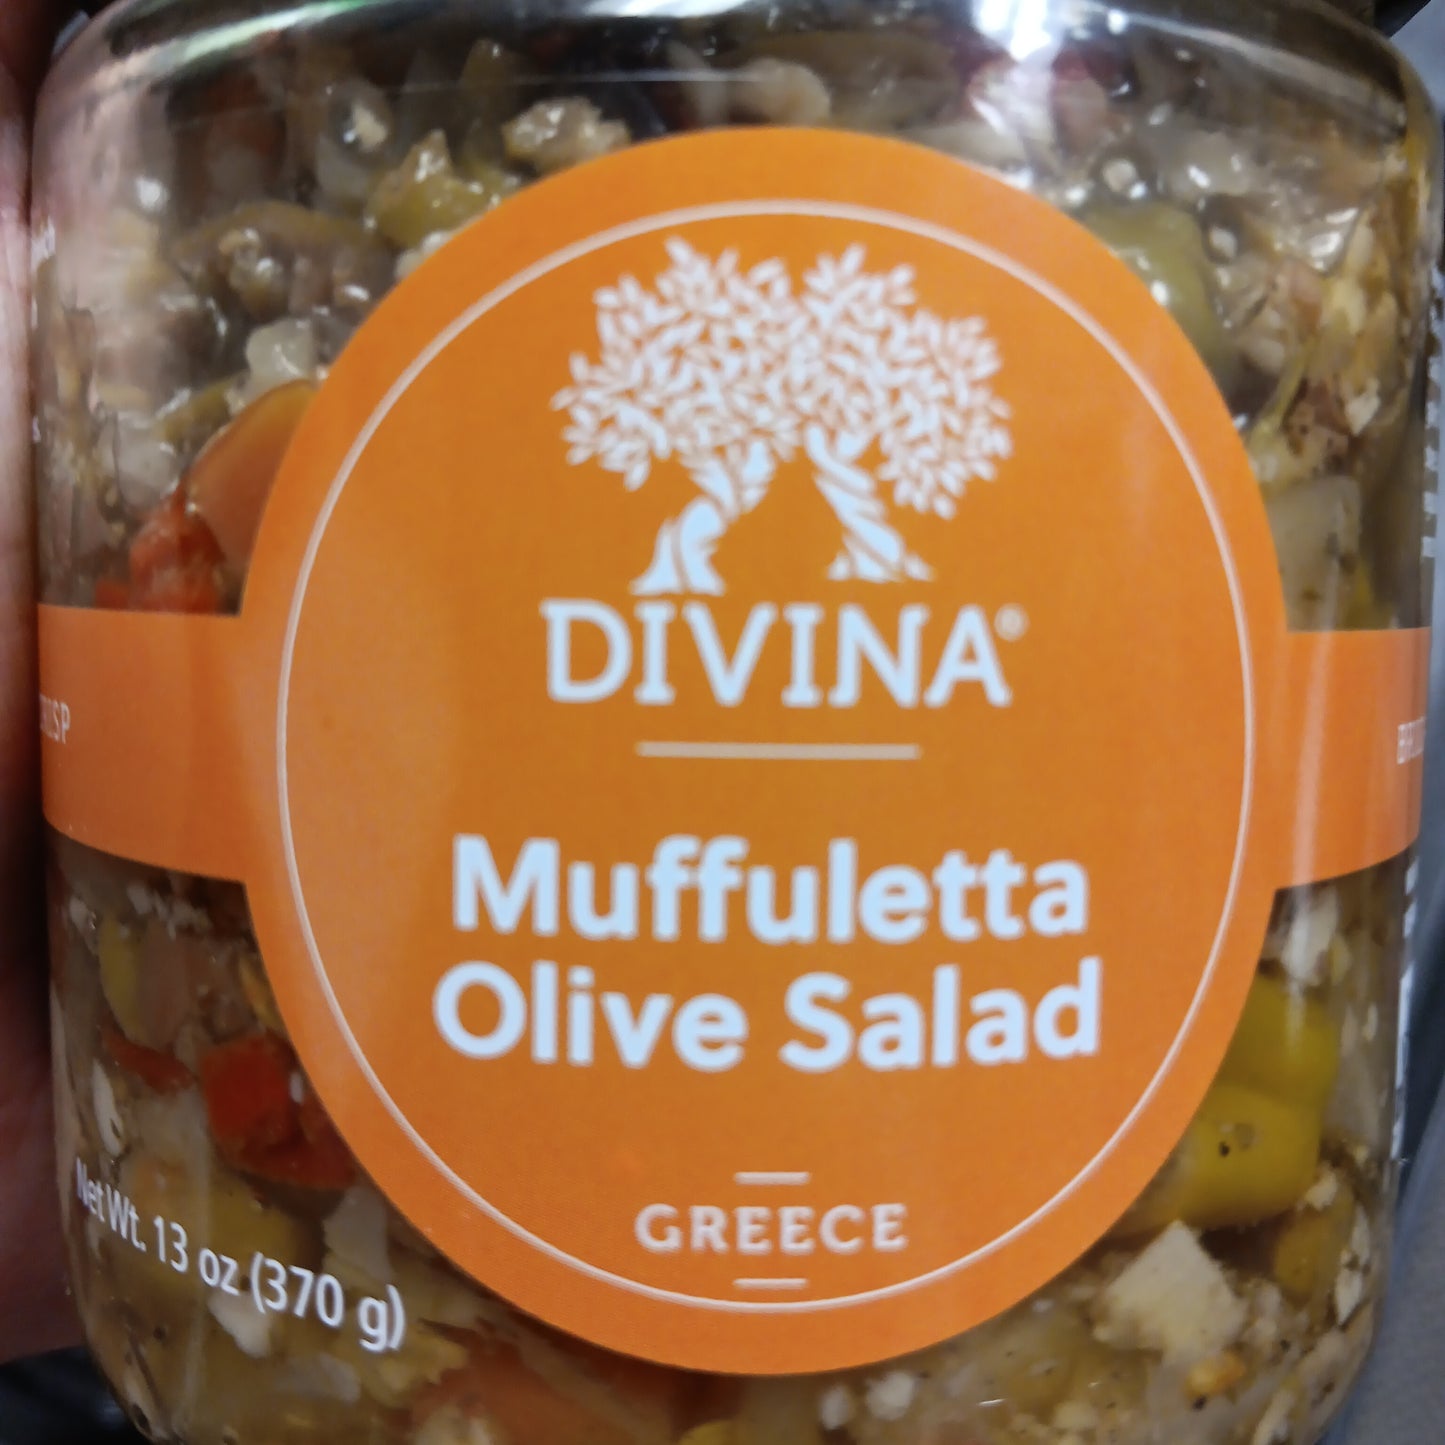 DIVINA®
Muffuletta
Olive Salad
GREECE
Net Wt. 13 oz (370 g)